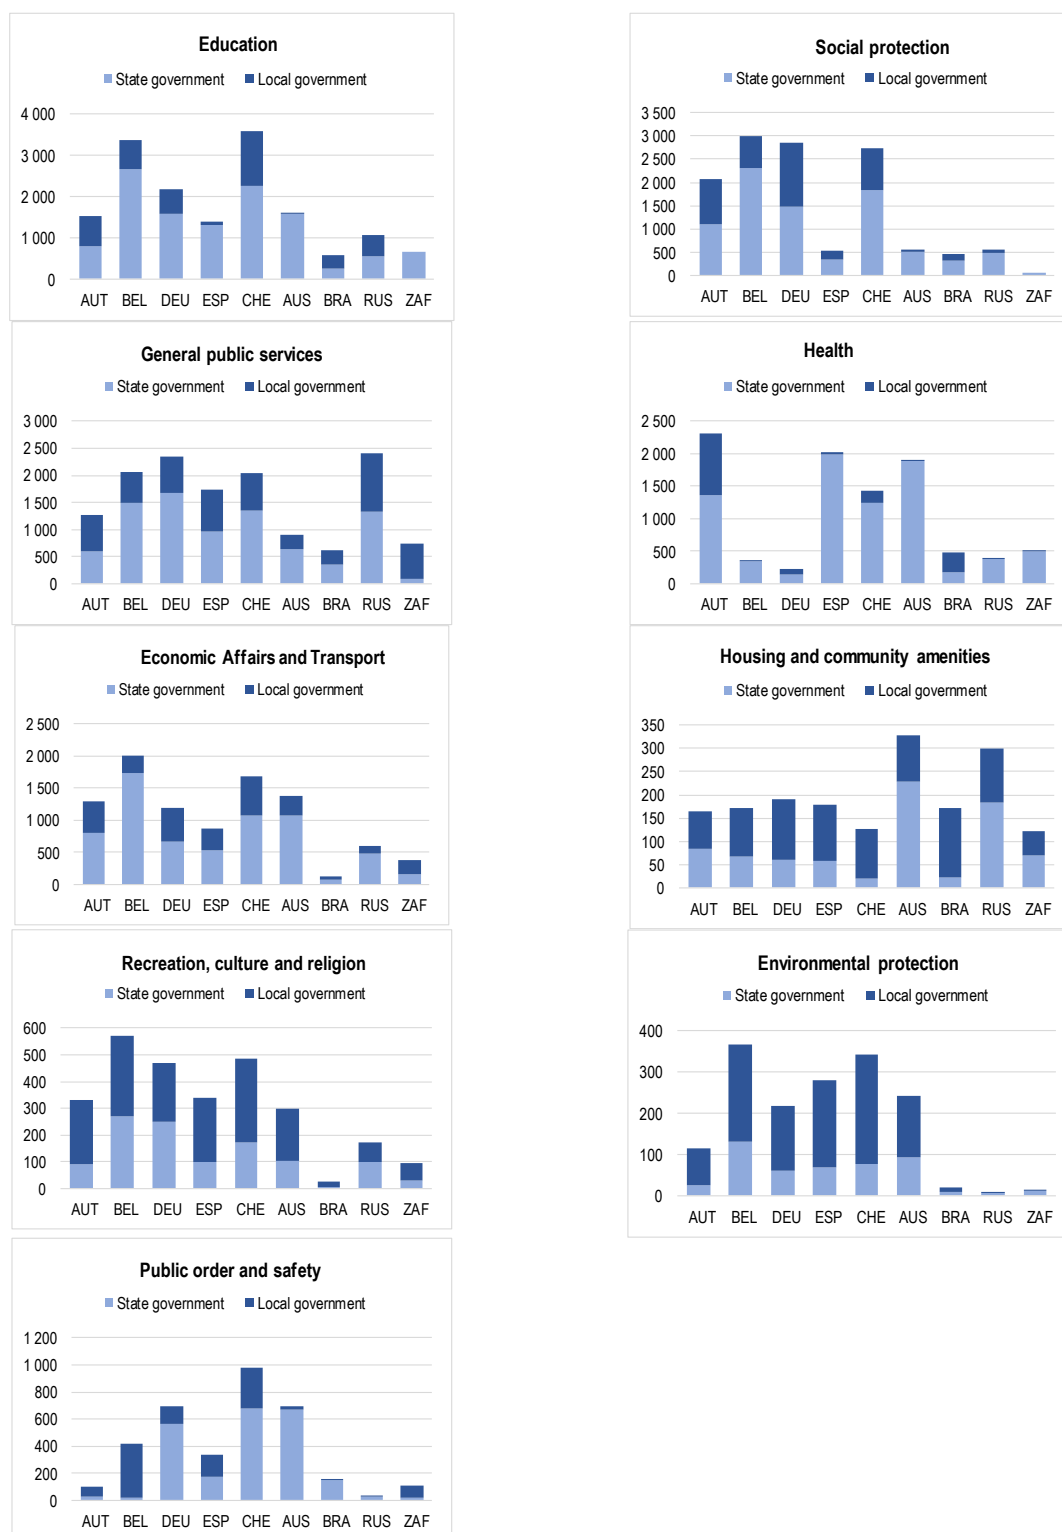 Education
State government Local government
4 000
3 000
2 000
1 000
0
AUT BEL DEU ESP CHE AUS BRA RUS ZAF
Social protection
State government Local government
3 500
3 000
2 500
2 000
1 500
1 000
500
0
AUT BEL DEU ESP CHE AUS BRA RUS ZAF
General public services
State government Local government
3 000
2 500
2 000
1 500
1 000
500
0
AUT BEL DEU ESP CHE AUS BRA RUS ZAF
Health
State government Local government
2 500
2 000
1 500
1 000
500
0
AUT BEL DEU ESP CHE AUS BRA RUS ZAF
Economic Affairs and Transport
State government Local government
2 500
2 000
1 500
1 000
500
0
AUT BEL DEU ESP CHE AUS BRA RUS ZAF
Housing and community amenities
State government Local government
350
300
250
200
150
100
50
0
AUT BEL DEU ESP CHE AUS BRA RUS ZAF
Recreation, culture and religion
State government Local government
600
500
400
300
200
100
0
AUT BEL DEU ESP CHE AUS BRA RUS ZAF
Environmental protection
State government Local government
400
300
200
100
0
AUT BEL DEU ESP CHE AUS BRA RUS ZAF
Public order and safety
State government Local government
1 200
1 000
800
600
400
200
0
AUT BEL DEU ESP CHE AUS BRA RUS ZAF